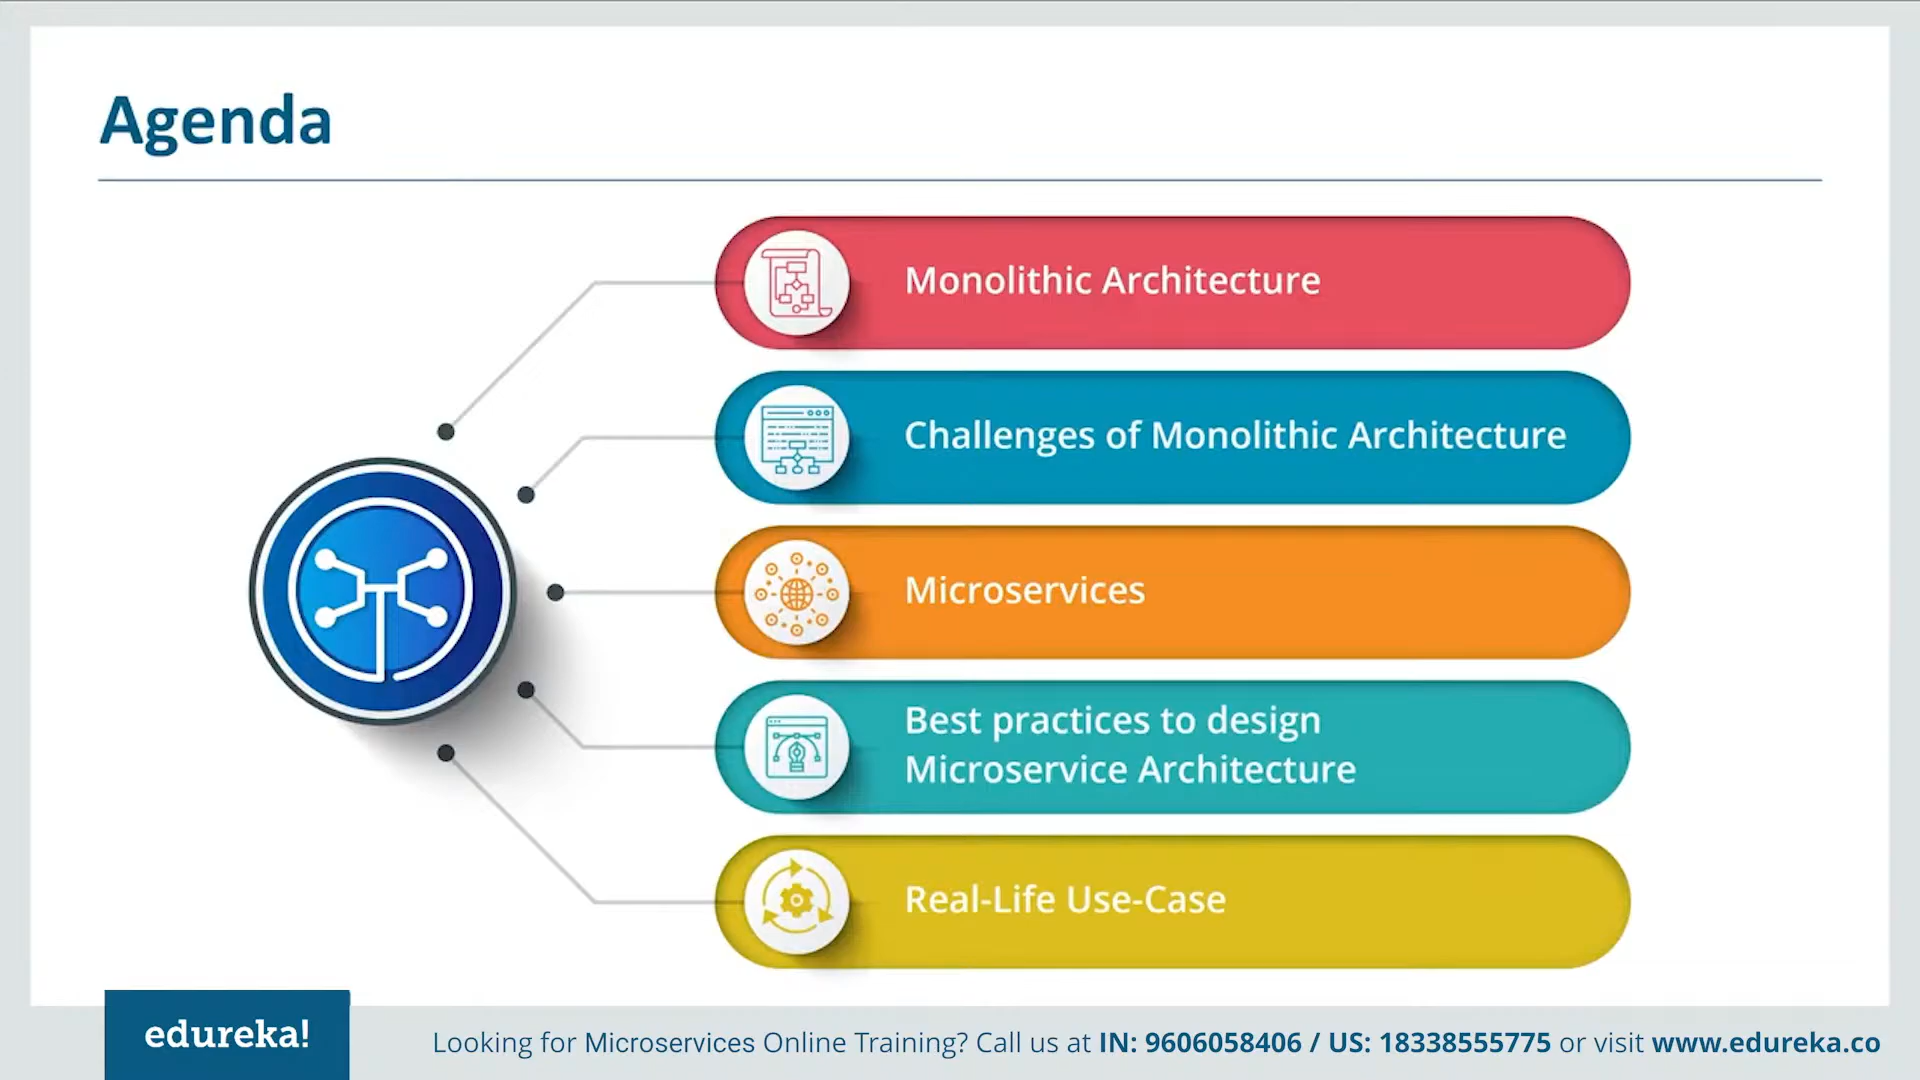 Agenda
Monolithic Architecture
Challenges of Monolithic Architecture
Microservices
Best practices to design
Microservice Architecture
Real-Life Use-Case
edureka!
Looking for Microservices Online Training? Call us at IN: 9606058406 / US: 18338555775 or visit www.edureka.co